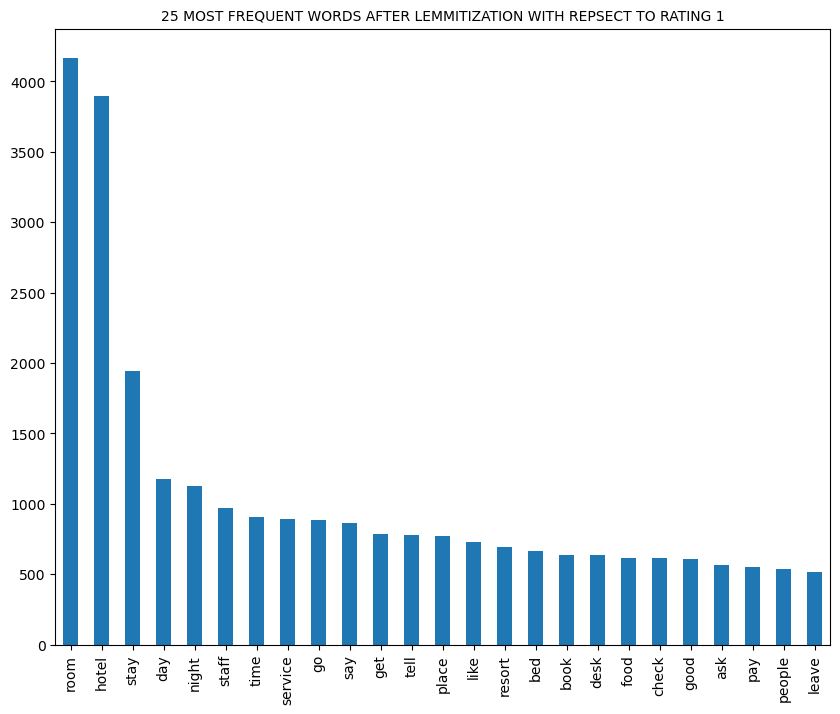 25 MOST FREQUENT WORDS AFTER LEMMITIZATION WITH REPSECT TO RATING 1
4000
3500
3000
2500
2000
1500
1000
500
0
room
hotel
stay
day
night
staff
time
service
go
say
get
tell
place
like
resort
bed
book
desk
food
check
good
ask
pay
people
leave